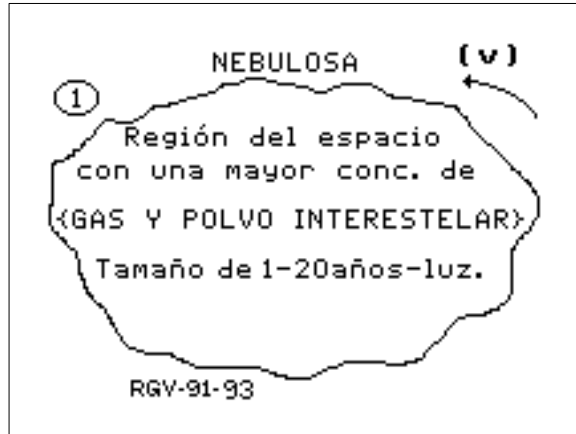 NEBULOSA
(v)
1
Región del espacio
con una mayor conc. de
{GAS Y POLVO INTERESTELAR}
Tamaño de 1-20años-luz.
RGV-91-93